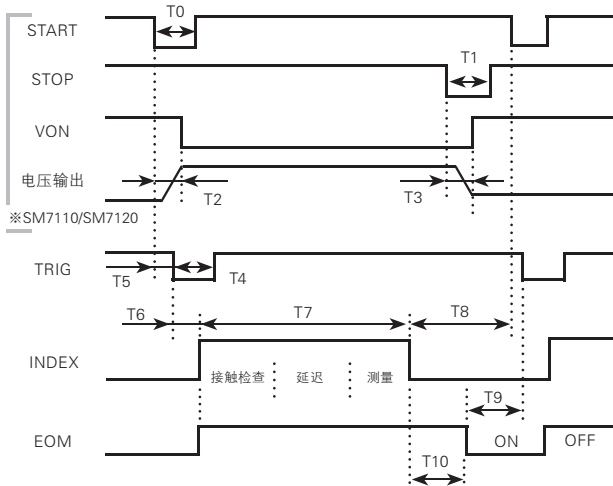 T0
START
T1
STOP
VON
电压输出
T2
T3
※SM7110/SM7120
TRIG
T5
T4
T6
T7
T8
INDEX
接触检查
延迟
测量
T9
EOM
ON
OFF
T10